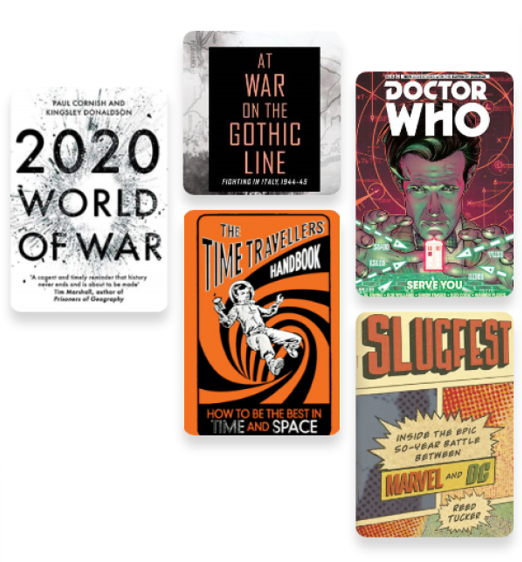 PAUL CORNISH AND
KINGSLEY DONALDSON
2020
WORLD
OF WAR
'A cogent and timely reminder that history
never ends and is about to be made'
Tim Marshall, author of
Prisoners of Geography
AT
WAR
ON THE
GOTHIC
LINE
FIGHTING IN ITALY, 1944-45
THE
TIME TRAVELLERS
HANDBOOK
HOW TO BE THE BEST IN
TIME AND SPACE
DOCTOR
WHO
SERVE YOU
SLUGFEST
INSIDE THE EPIC
50-YEAR BATTLE
BETWEEN
MARVEL AND DC
REED
TUCKER